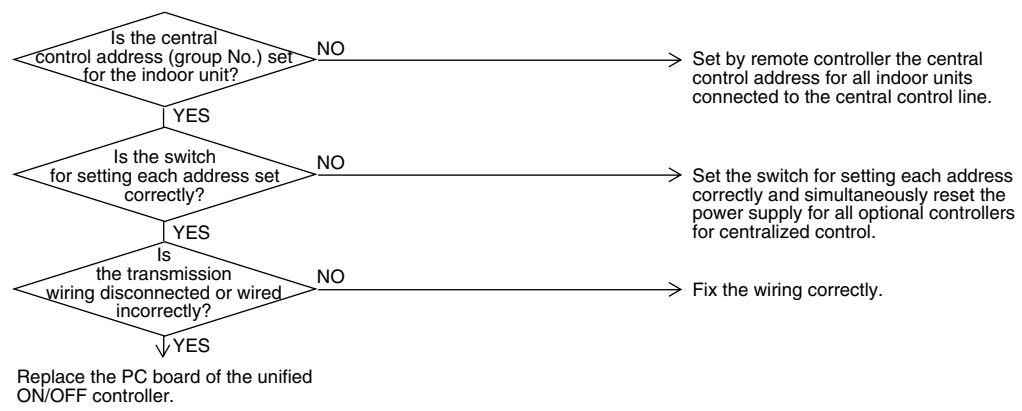 Is the central
control address (group No.) set
for the indoor unit?
NO
Set by remote controller the central
control address for all indoor units
connected to the central control line.
YES
Is the switch
for setting each address set
correctly?
NO
Set the switch for setting each address
correctly and simultaneously reset the
power supply for all optional controllers
for centralized control.
YES
Is
the transmission
wiring disconnected or wired
incorrectly?
NO
Fix the wiring correctly.
YES
Replace the PC board of the unified
ON/OFF controller.